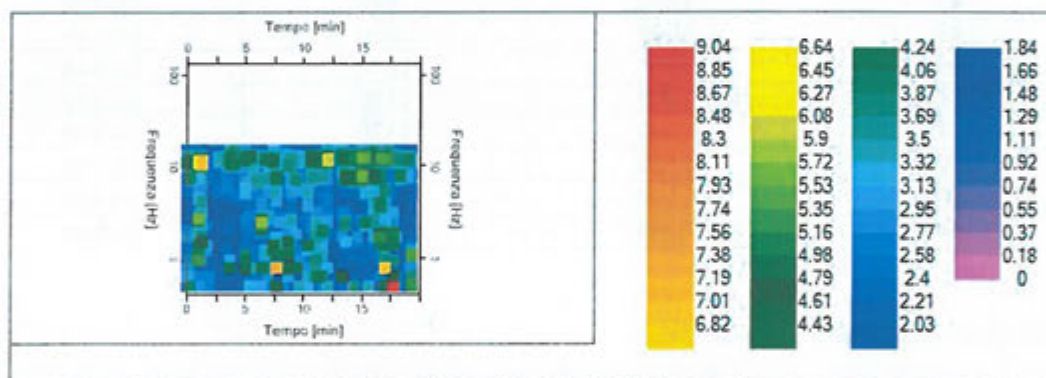 Tempo [min]
0 5 10 15
100 100
Frequenza [Hz] Frequenza [Hz]
10 10
1 1
0 5 10 15
Tempo [min]
9.04 6.64 4.24 1.84
8.85 6.45 4.06 1.66
8.67 6.27 3.87 1.48
8.48 6.08 3.69 1.29
8.3 5.9 3.5 1.11
8.11 5.72 3.32 0.92
7.93 5.53 3.13 0.74
7.74 5.35 2.95 0.55
7.56 5.16 2.77 0.37
7.38 4.98 2.58 0.18
7.19 4.79 2.4 0
7.01 4.61 2.21
6.82 4.43 2.03